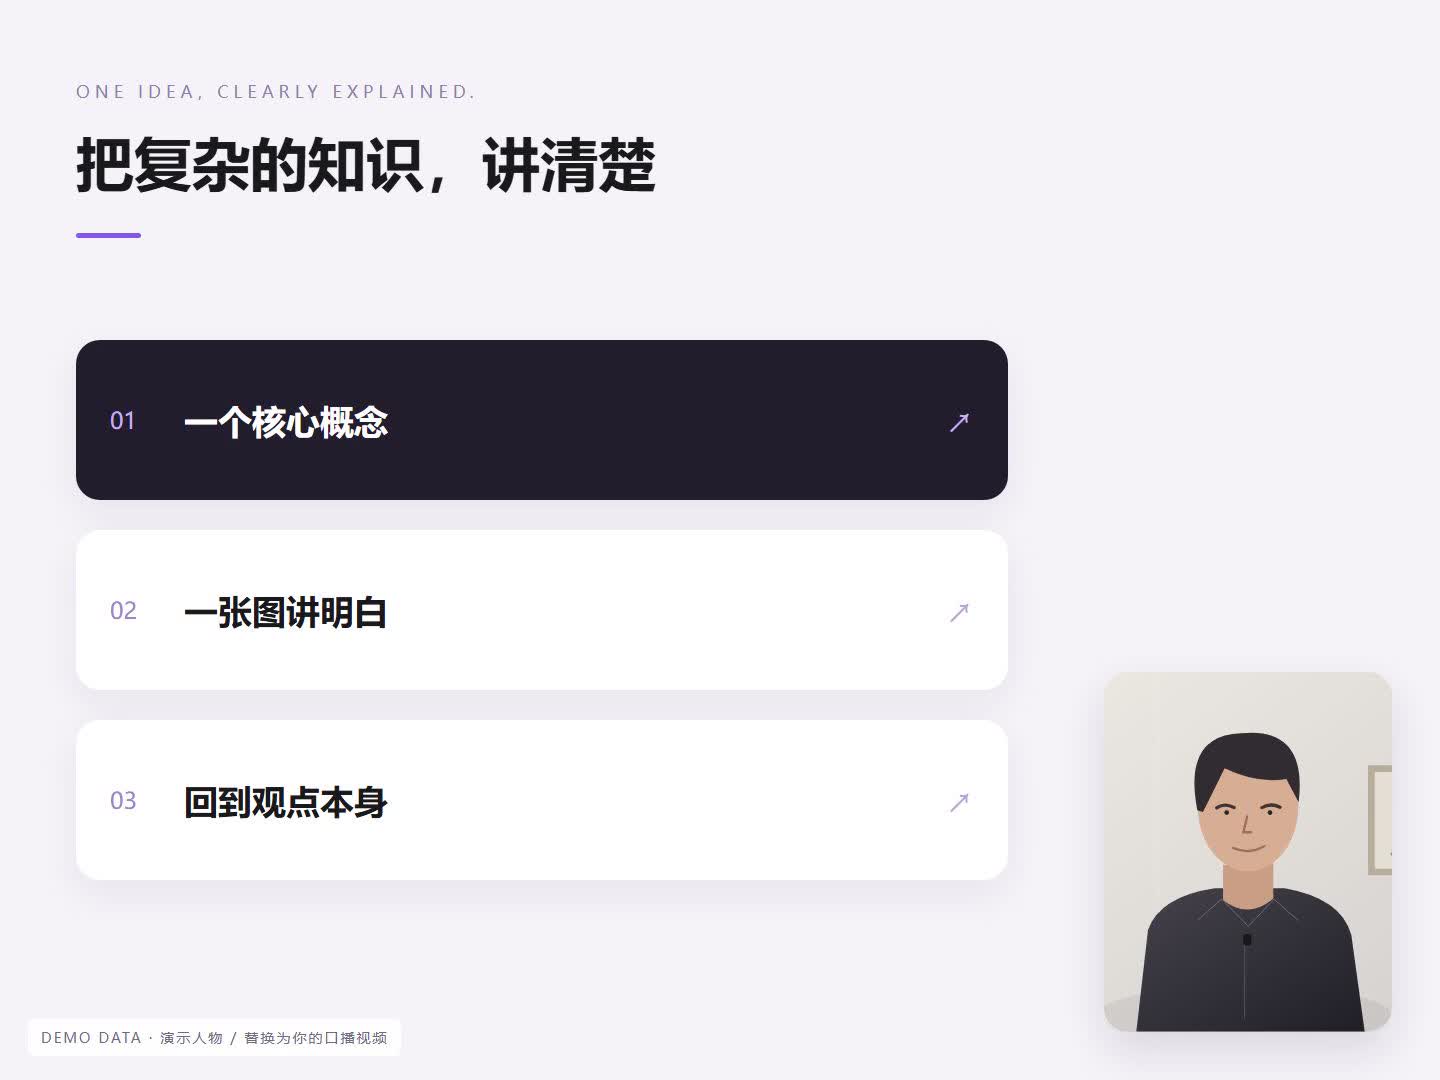 ONE IDEA, CLEARLY EXPLAINED.
把复杂的知识，讲清楚
01 一个核心概念 ↗
02 一张图讲明白 ↗
03 回到观点本身 ↗
DEMO DATA · 演示人物 / 替换为你的口播视频